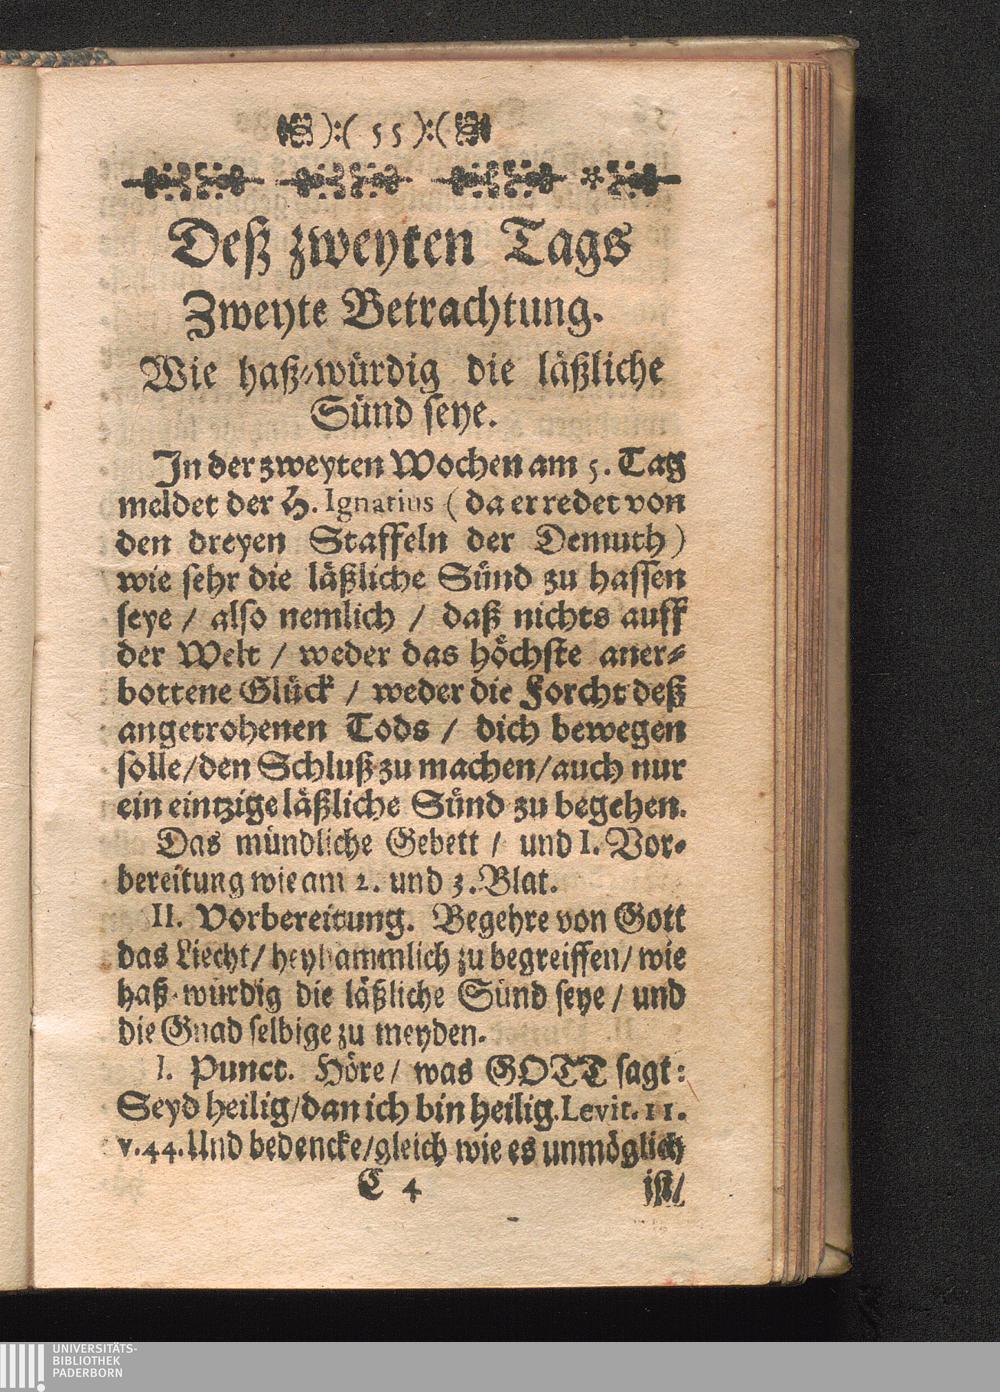 ):( 55 ):(
Deß zweyten Tags
Zweyte Betrachtung.
Wie haß-würdig die läßliche
Sünd seye.
In der zweyten Wochen am 5. Tag
meldet der H. Ignatius (da er redet von
den dreyen Staffeln der Demuth)
wie sehr die läßliche Sünd zu hassen
seye / also nemlich / daß nichts auff
der Welt / weder das höchste aner-
bottene Glück / weder die Forcht deß
angetrohenen Tods / dich bewegen
solle/den Schluß zu machen/auch nur
ein eintzige läßliche Sünd zu begehen.
Das mündliche Gebett / und I. Vor-
bereitung wie am 2. und 3. Blat.
II. Vorbereitung. Begehre von Gott
das Liecht/ zu begreiffen/ wie
haß-würdig die läßliche Sünd seye / und
die Gnad selbige zu meyden.
I. Punct. Höre / was GOTT sagt:
Seyd heilig/dan ich bin heilig. Levit. 11.
v. 44. Und bedencke/gleich wie es unmöglich
C 4 ist/
UNIVERSITÄTS-
BIBLIOTHEK
PADERBORN